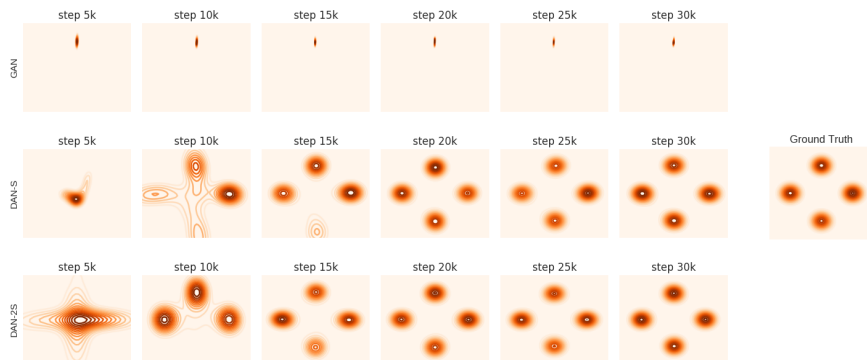 step 5k step 10k step 15k step 20k step 25k step 30k
GAN
step 5k step 10k step 15k step 20k step 25k step 30k
Ground Truth
DAN-S
step 5k step 10k step 15k step 20k step 25k step 30k
DAN-2S